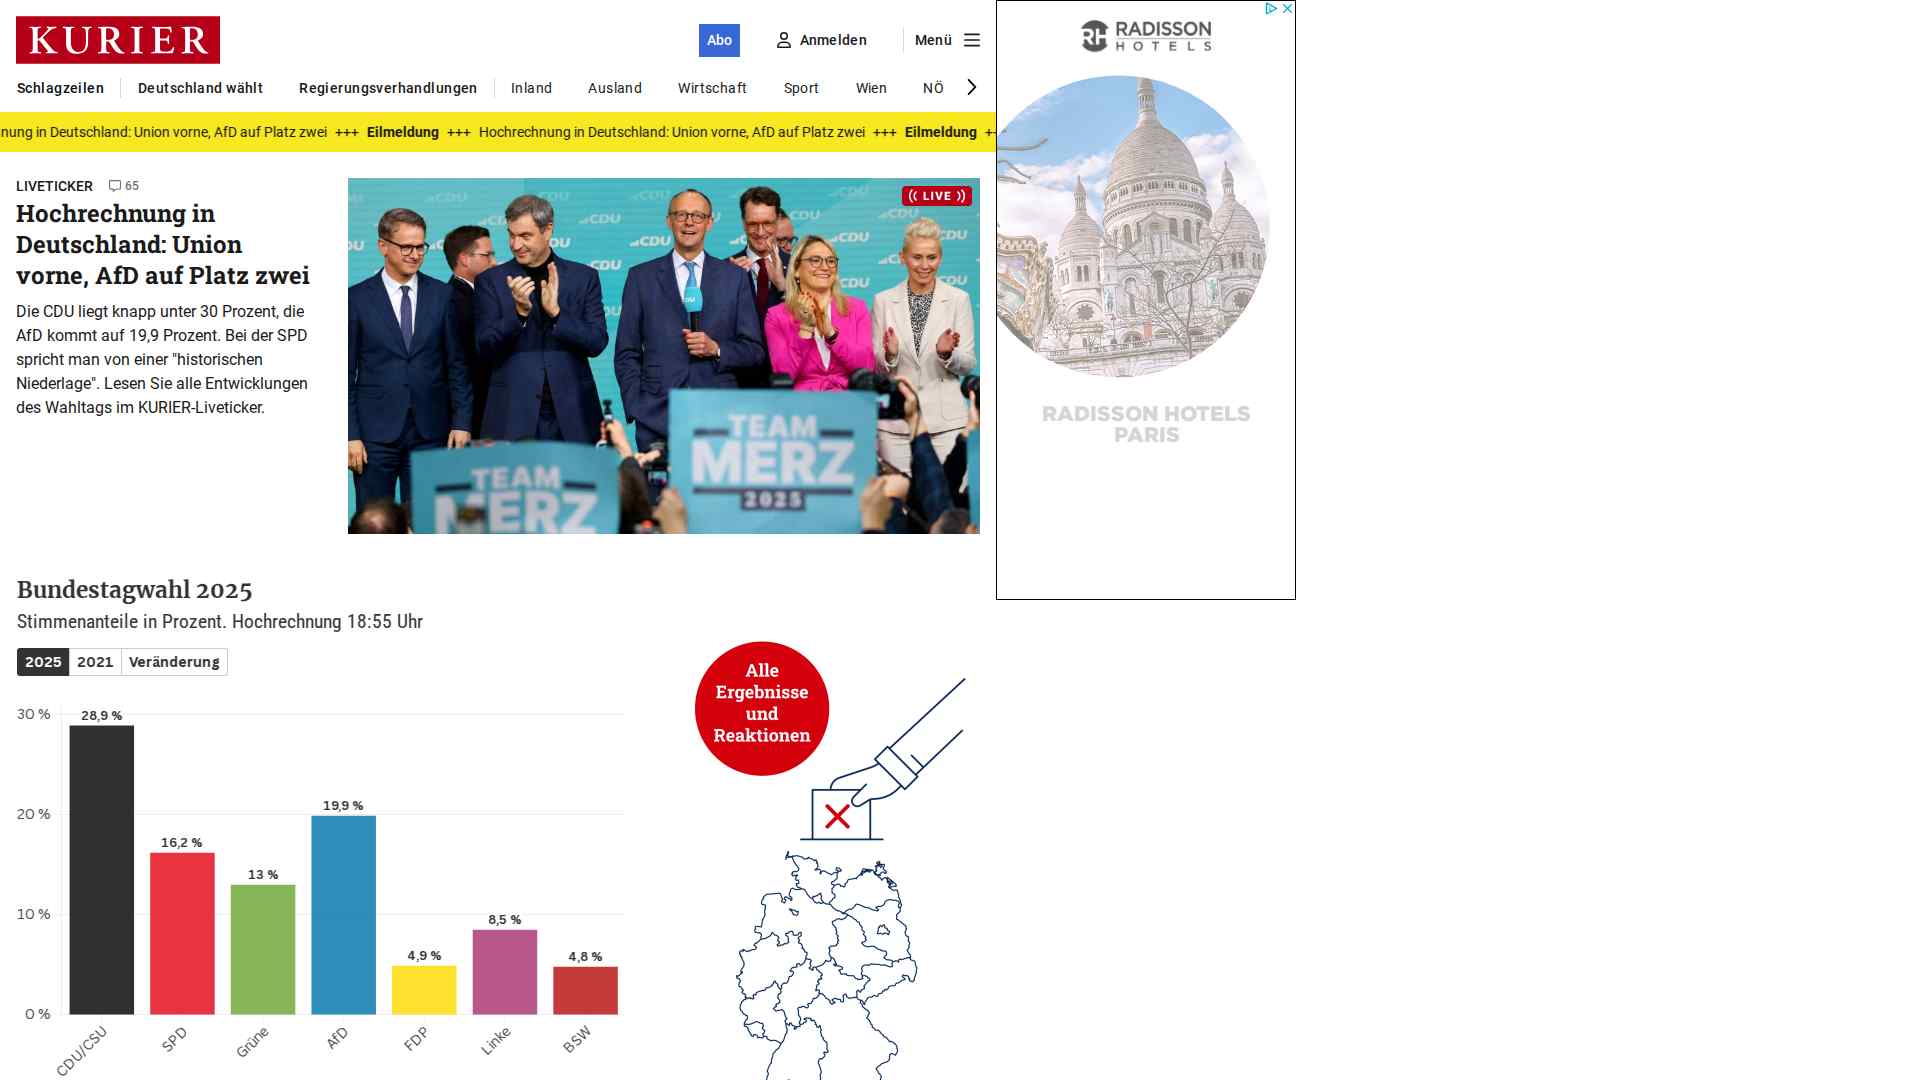 KURIER
Abo
Anmelden
Menü
Schlagzeilen
Deutschland wählt
Regierungsverhandlungen
Inland
Ausland
Wirtschaft
Sport
Wien
NÖ
nung in Deutschland: Union vorne, AfD auf Platz zwei +++ Eilmeldung +++ Hochrechnung in Deutschland: Union vorne, AfD auf Platz zwei +++ Eilmeldung +
LIVETICKER 65
Hochrechnung in
Deutschland: Union
vorne, AfD auf Platz zwei
Die CDU liegt knapp unter 30 Prozent, die
AfD kommt auf 19,9 Prozent. Bei der SPD
spricht man von einer "historischen
Niederlage". Lesen Sie alle Entwicklungen
des Wahltags im KURIER-Liveticker.
LIVE
CDU
CDU
CDU
CDU
CDU
CDU
TEAM
MERZ
2025
TEAM
MERZ
RH RADISSON
HOTELS
RADISSON HOTELS
PARIS
Bundestagwahl 2025
Stimmenanteile in Prozent. Hochrechnung 18:55 Uhr
2025 2021 Veränderung
30 %
20 %
10 %
0 %
28,9 %
16,2 %
13 %
19,9 %
4,9 %
8,5 %
4,8 %
CDU/CSU
SPD
Grüne
AfD
FDP
Linke
BSW
Alle
Ergebnisse
und
Reaktionen